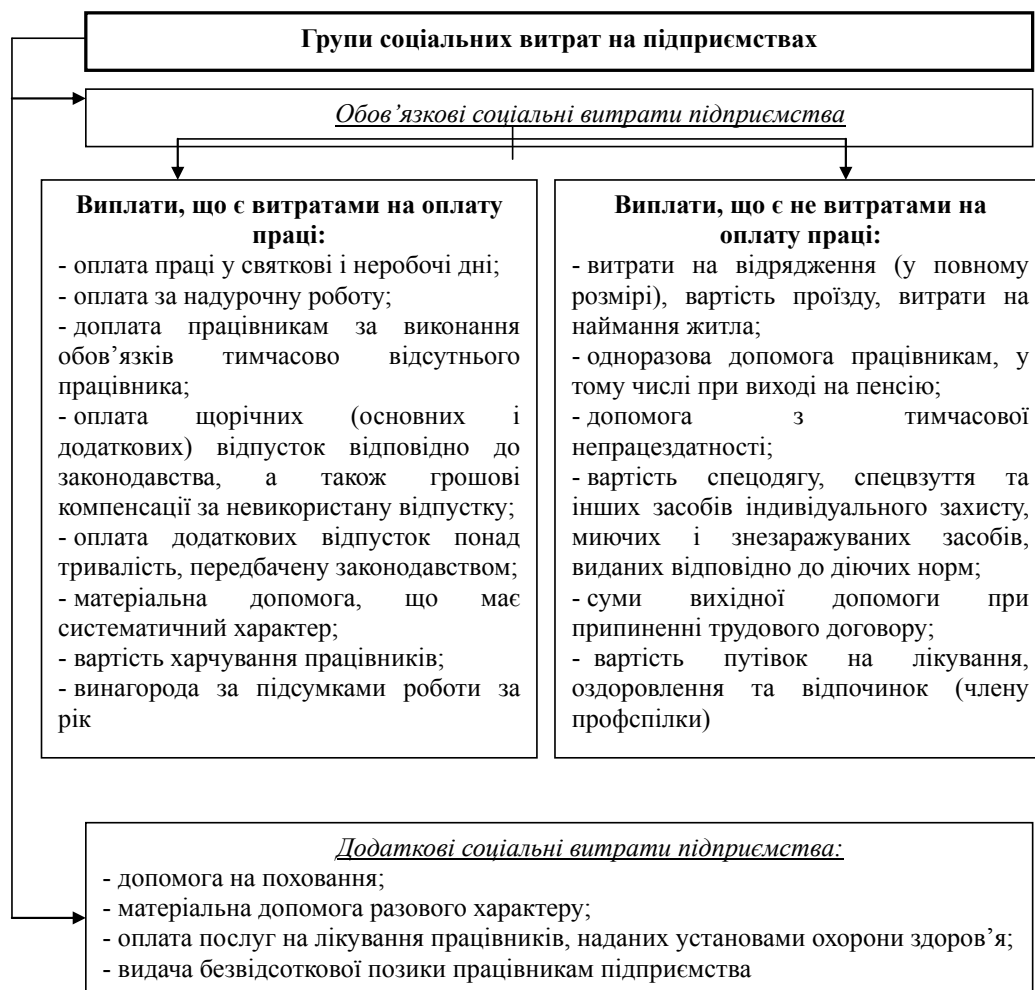 Групи соціальних витрат на підприємствах
Обов’язкові соціальні витрати підприємства
Виплати, що є витратами на оплату
праці:
- оплата праці у святкові і неробочі дні;
- оплата за надурочну роботу;
- доплата працівникам за виконання
обов’язків тимчасово відсутнього
працівника;
- оплата щорічних (основних і
додаткових) відпусток відповідно до
законодавства, а також грошові
компенсації за невикористану відпустку;
- оплата додаткових відпусток понад
тривалість, передбачену законодавством;
- матеріальна допомога, що має
систематичний характер;
- вартість харчування працівників;
- винагорода за підсумками роботи за
рік
Виплати, що є не витратами на
оплату праці:
- витрати на відрядження (у повному
розмірі), вартість проїзду, витрати на
наймання житла;
- одноразова допомога працівникам, у
тому числі при виході на пенсію;
- допомога з тимчасової
непрацездатності;
- вартість спецодягу, спецвзуття та
інших засобів індивідуального захисту,
миючих і знезаражуваних засобів,
виданих відповідно до діючих норм;
- суми вихідної допомоги при
припиненні трудового договору;
- вартість путівок на лікування,
оздоровлення та відпочинок (члену
профспілки)
Додаткові соціальні витрати підприємства:
- допомога на поховання;
- матеріальна допомога разового характеру;
- оплата послуг на лікування працівників, наданих установами охорони здоров’я;
- видача безвідсоткової позики працівникам підприємства